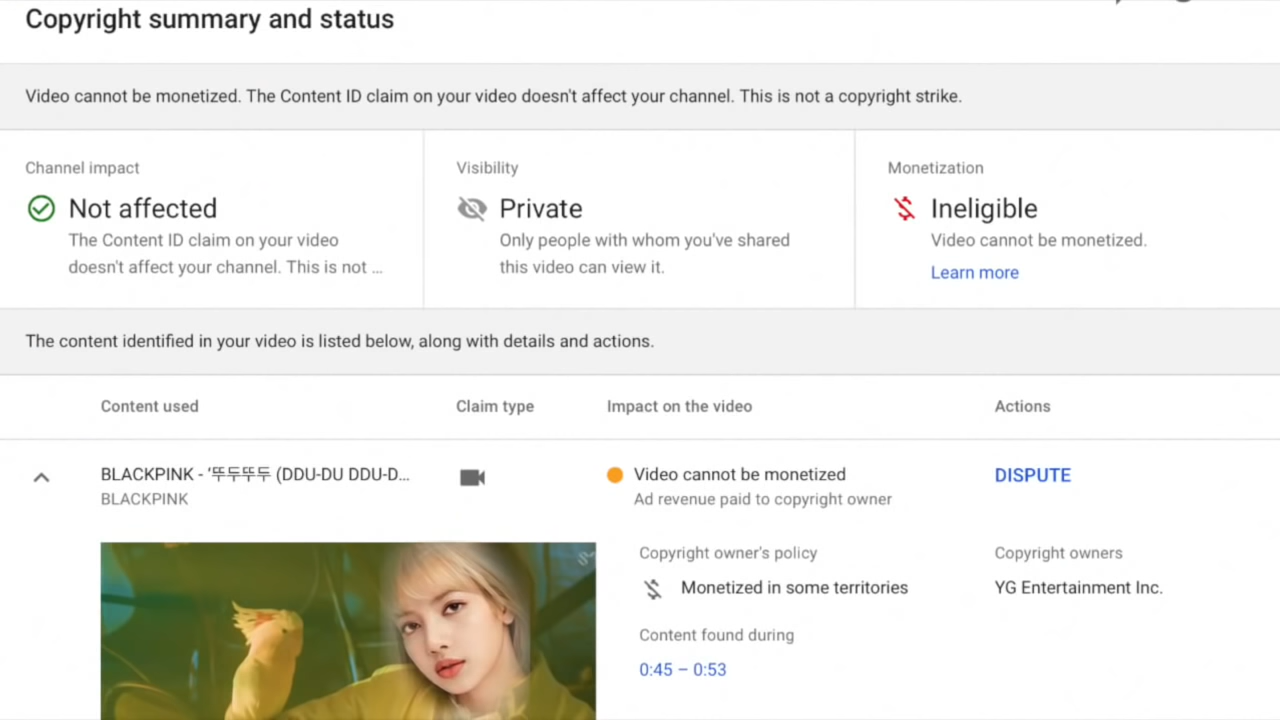 Copyright summary and status
Video cannot be monetized. The Content ID claim on your video doesn't affect your channel. This is not a copyright strike.
Channel impact
Not affected
The Content ID claim on your video
doesn't affect your channel. This is not ...
Visibility
Private
Only people with whom you've shared
this video can view it.
Monetization
Ineligible
Video cannot be monetized.
Learn more
The content identified in your video is listed below, along with details and actions.
Content used
Claim type
Impact on the video
Actions
BLACKPINK - ‘뚜두뚜두 (DDU-DU DDU-D...
BLACKPINK
Video cannot be monetized
Ad revenue paid to copyright owner
DISPUTE
Copyright owner's policy
Monetized in some territories
Content found during
0:45 – 0:53
Copyright owners
YG Entertainment Inc.